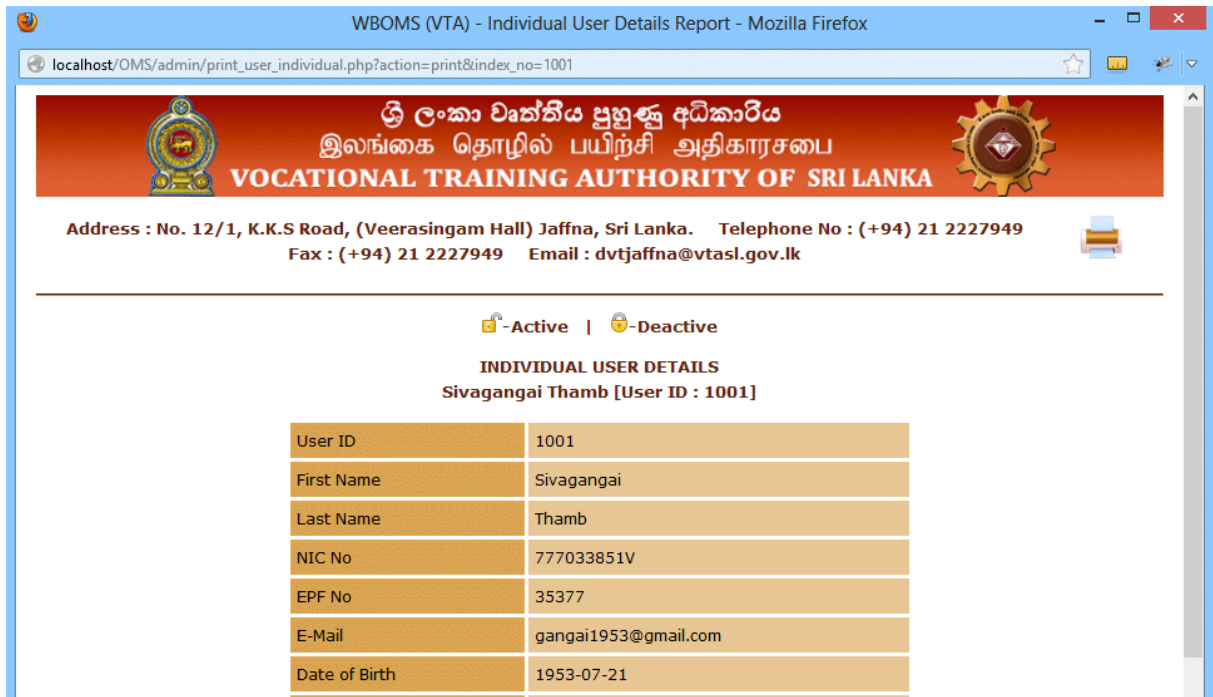 WBOMS (VTA) - Individual User Details Report - Mozilla Firefox
localhost/OMS/admin/print_user_individual.php?action=print&index_no=1001
ශ්‍රී ලංකා වෘත්තීය පුහුණු අධිකාරිය
இலங்கை தொழில் பயிற்சி அதிகாரசபை
VOCATIONAL TRAINING AUTHORITY OF SRI LANKA
Address : No. 12/1, K.K.S Road, (Veerasingam Hall) Jaffna, Sri Lanka. Telephone No : (+94) 21 2227949
Fax : (+94) 21 2227949 Email : dvtjaffna@vtasl.gov.lk
-Active | -Deactive
INDIVIDUAL USER DETAILS
Sivagangai Thamb [User ID : 1001]
User ID 1001
First Name Sivagangai
Last Name Thamb
NIC No 777033851V
EPF No 35377
E-Mail gangai1953@gmail.com
Date of Birth 1953-07-21